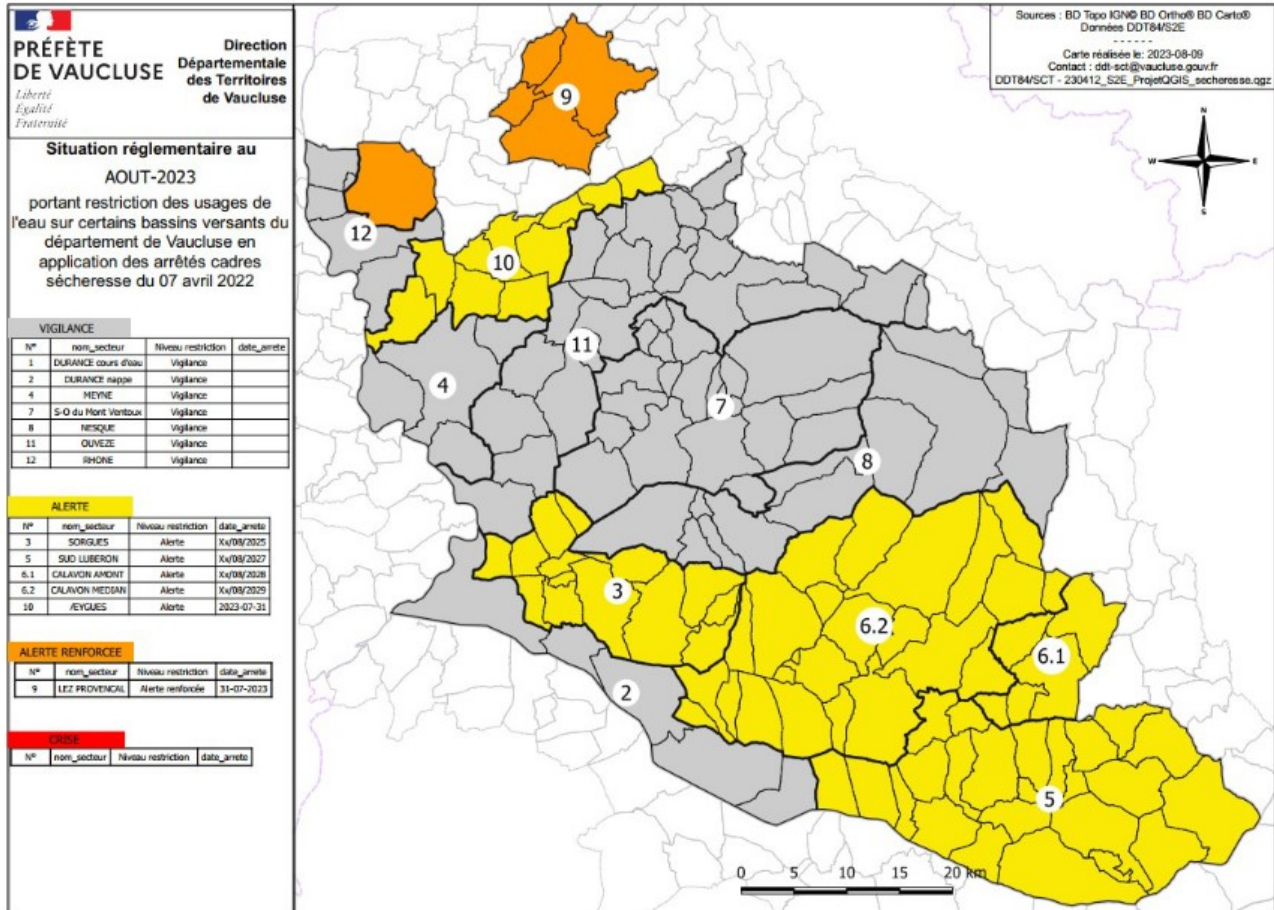 PRÉFÈTE
DE VAUCLUSE
Liberté
Égalité
Fraternité
Direction
Départementale
des Territoires
de Vaucluse
Situation réglementaire au
AOUT-2023
portant restriction des usages de
l'eau sur certains bassins versants du
département de Vaucluse en
application des arrêtés cadres
sécheresse du 07 avril 2022
VIGILANCE
N° nom_secteur Niveau restriction date_arrete
1 DURANCE cours d'eau Vigilance
2 DURANCE nappe Vigilance
4 MEYNE Vigilance
7 S-O du Mont Ventoux Vigilance
8 NESQUE Vigilance
11 OUVEZE Vigilance
12 RHONE Vigilance
ALERTE
N° nom_secteur Niveau restriction date_arrete
3 SORGUES Alerte Xx/08/2025
5 SUD LUBERON Alerte Xx/08/2027
6.1 CALAVON AMONT Alerte Xx/08/2028
6.2 CALAVON MEDIAN Alerte Xx/08/2029
10 ÆYGUES Alerte 2023-07-31
ALERTE RENFORCEE
N° nom_secteur Niveau restriction date_arrete
9 LEZ PROVENCAL Alerte renforcée 31-07-2023
CRISE
N° nom_secteur Niveau restriction date_arrete
Sources : BD Topo IGN© BD Ortho® BD Carto®
Données DDT84/S2E
------
Carte réalisée le: 2023-08-09
Contact : ddt-sct@vaucluse.gouv.fr
DDT84/SCT - 230412_S2E_ProjetQGIS_secheresse.qgz
N
W E
S
9
12
10
11
4
7
8
3
6.2
6.1
2
5
0 5 10 15 20 km